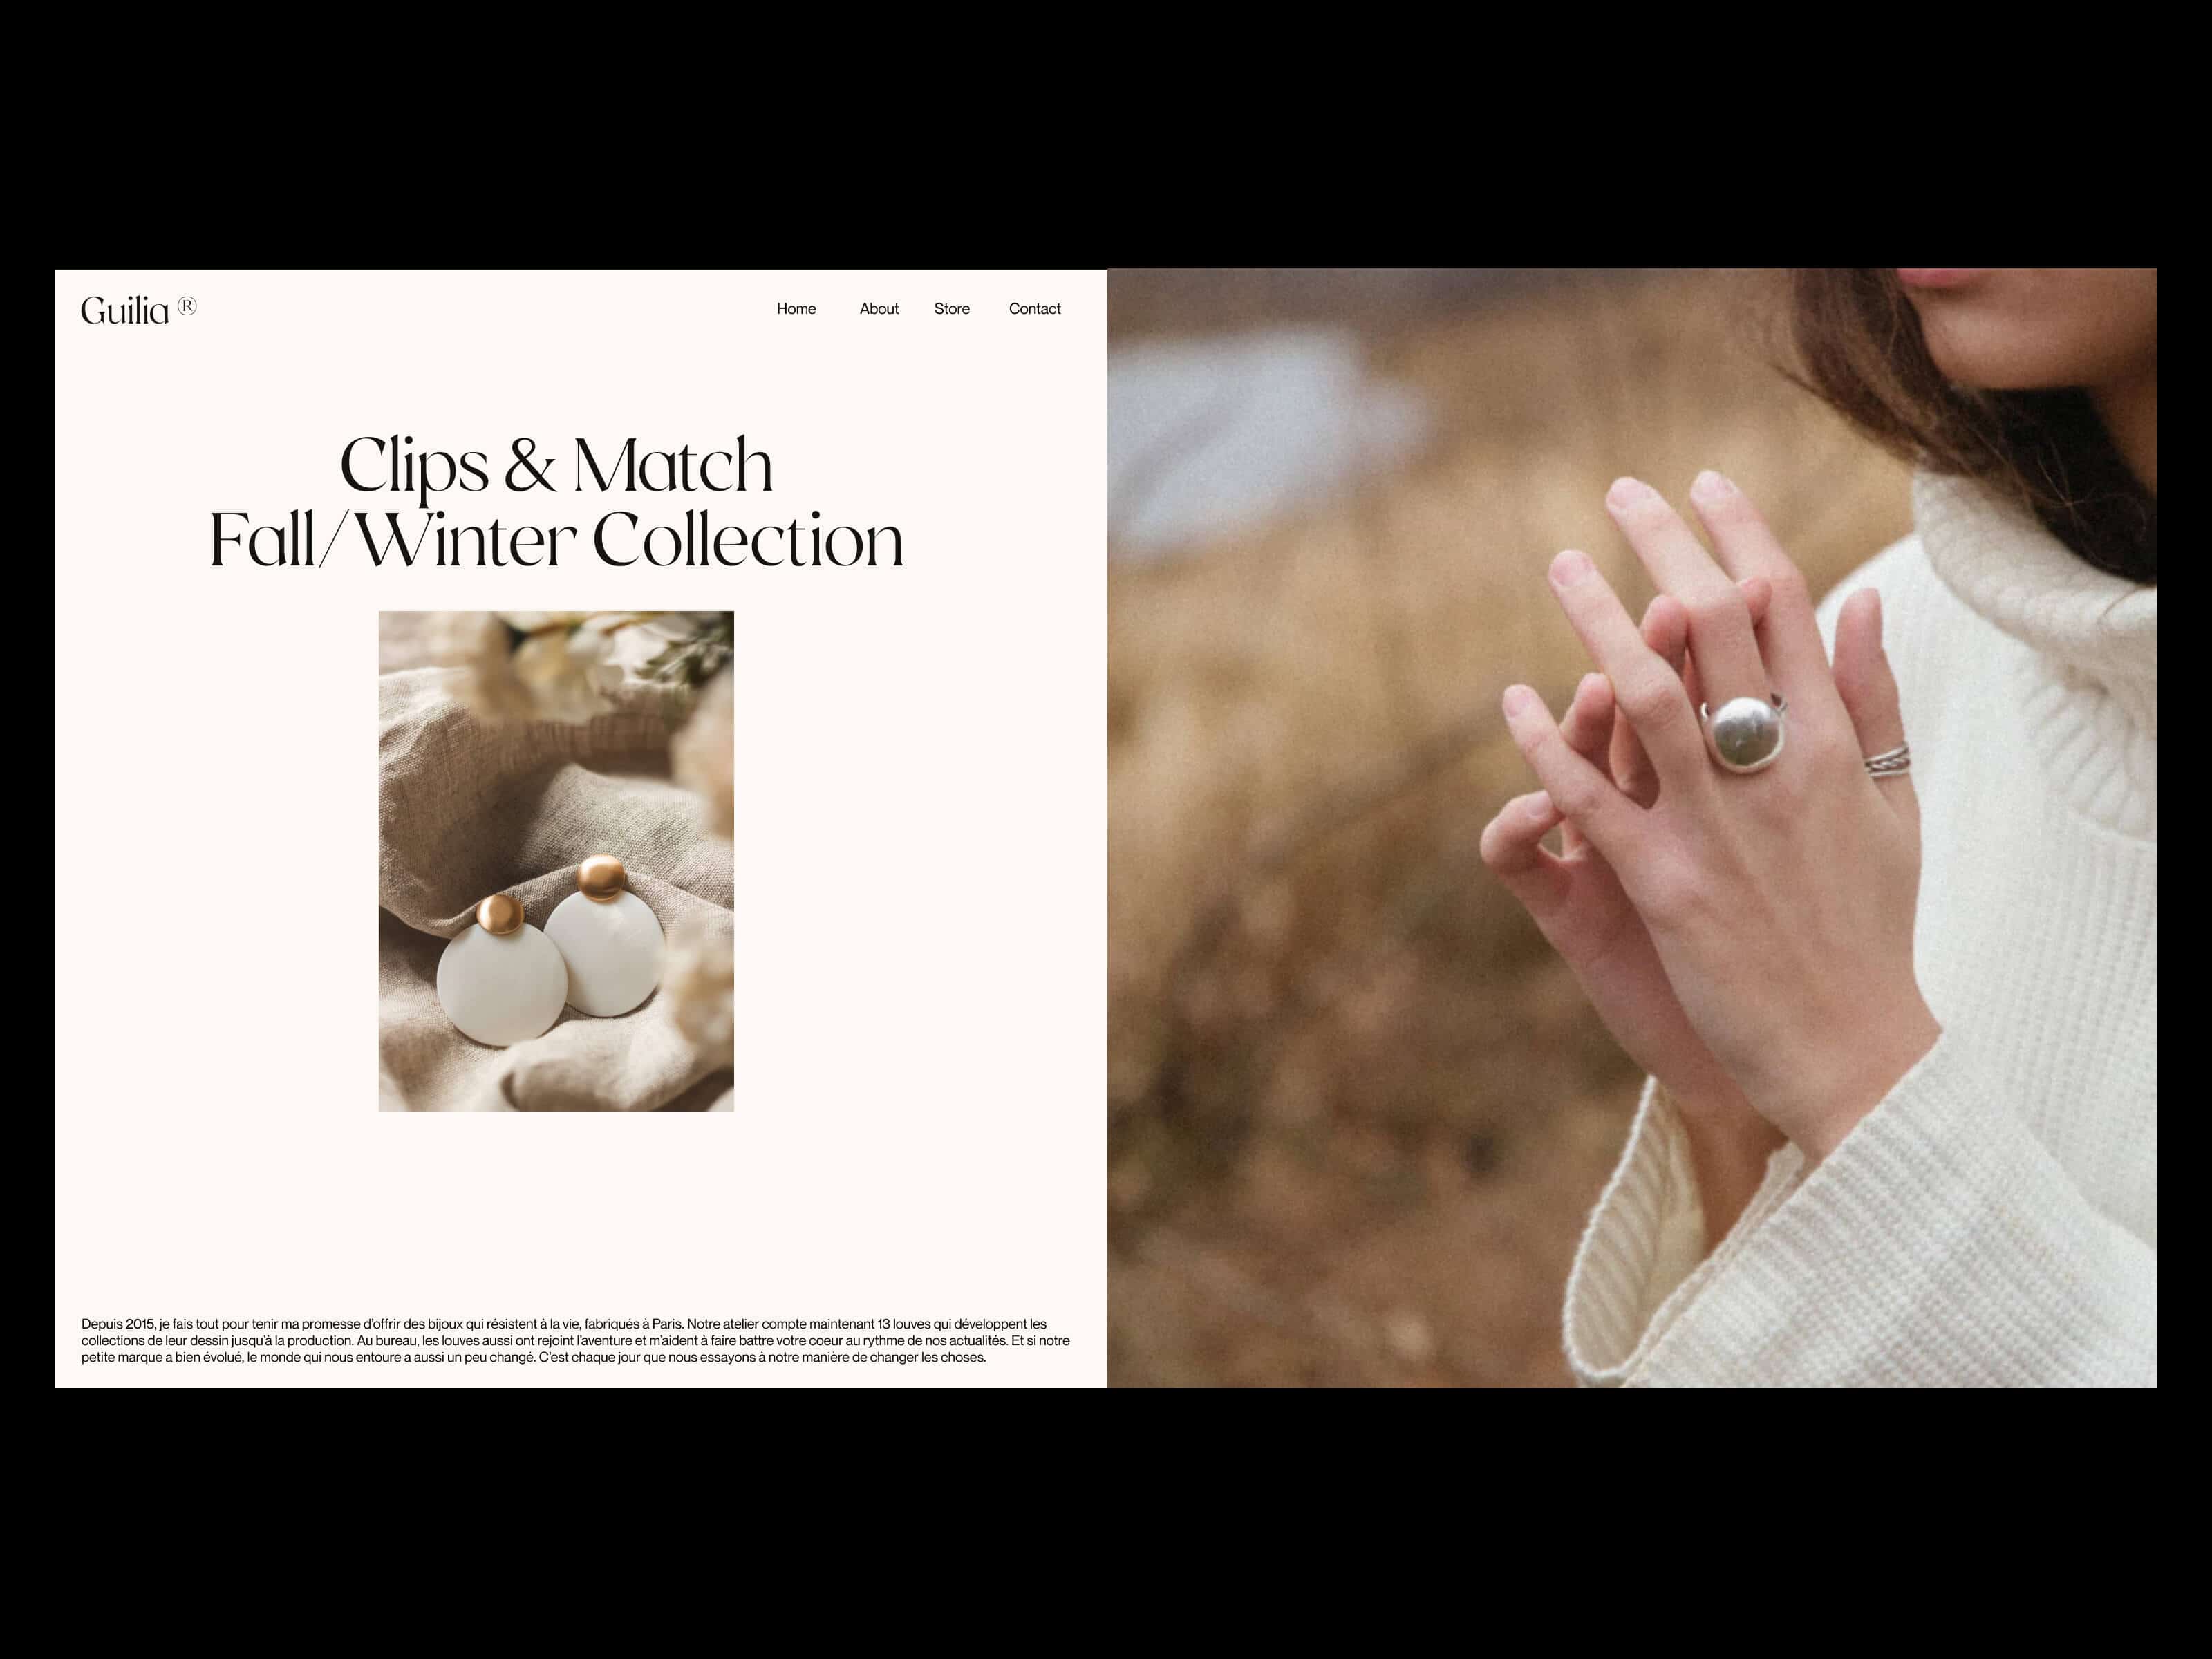 Guilia ®
Home About Store Contact
Clips & Match
Fall/Winter Collection
Depuis 2015, je fais tout pour tenir ma promesse d'offrir des bijoux qui résistent à la vie, fabriqués à Paris. Notre atelier compte maintenant 13 louves qui développent les
collections de leur dessin jusqu'à la production. Au bureau, les louves aussi ont rejoint l'aventure et m'aident à faire battre votre coeur au rythme de nos actualités. Et si notre
petite marque a bien évolué, le monde qui nous entoure a aussi un peu changé. C'est chaque jour que nous essayons à notre manière de changer les choses.